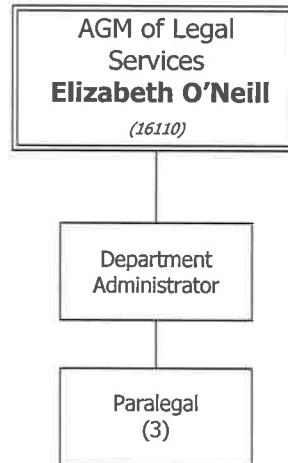 AGM of Legal
Services
Elizabeth O'Neill
(16110)
Department
Administrator
Paralegal
(3)